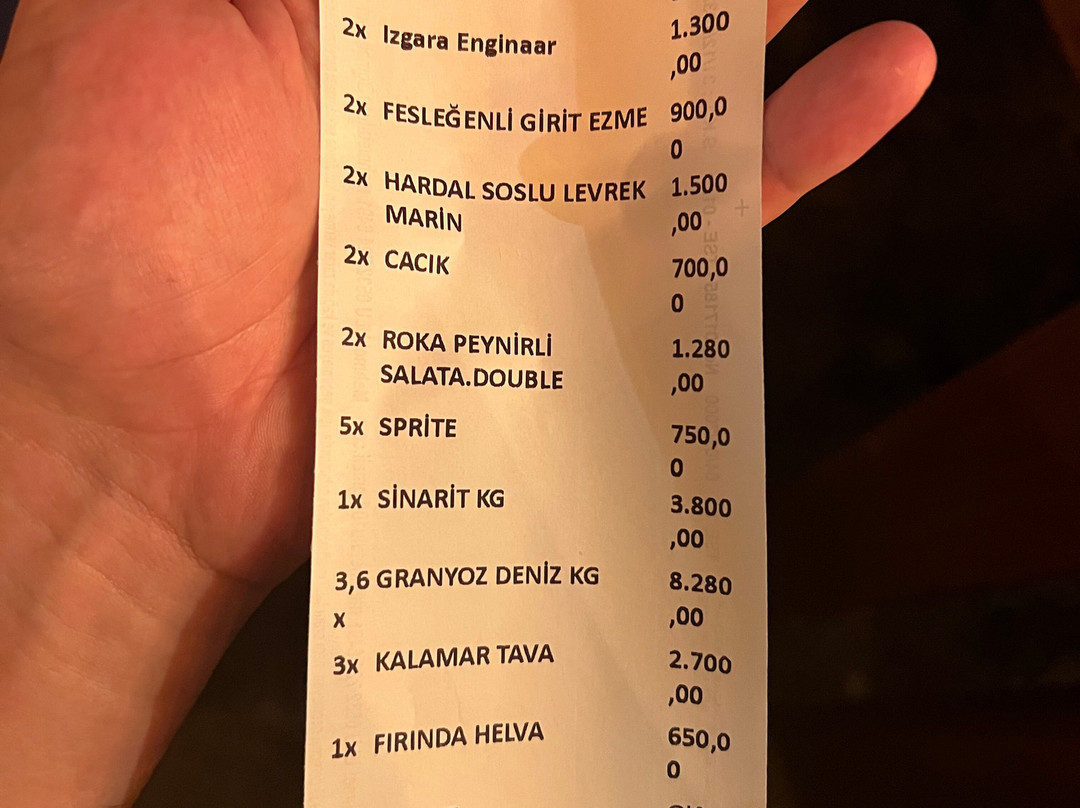 2x Izgara Enginaar 1.300
,00
2x FESLEĞENLİ GİRİT EZME 900,0
0
2x HARDAL SOSLU LEVREK 1.500
MARİN ,00
2x CACIK 700,0
0
2x ROKA PEYNİRLİ 1.280
SALATA.DOUBLE ,00
5x SPRİTE 750,0
0
1x SİNARİT KG 3.800
,00
3,6 GRANYOZ DENİZ KG 8.280
x ,00
3x KALAMAR TAVA 2.700
,00
1x FIRINDA HELVA 650,0
0